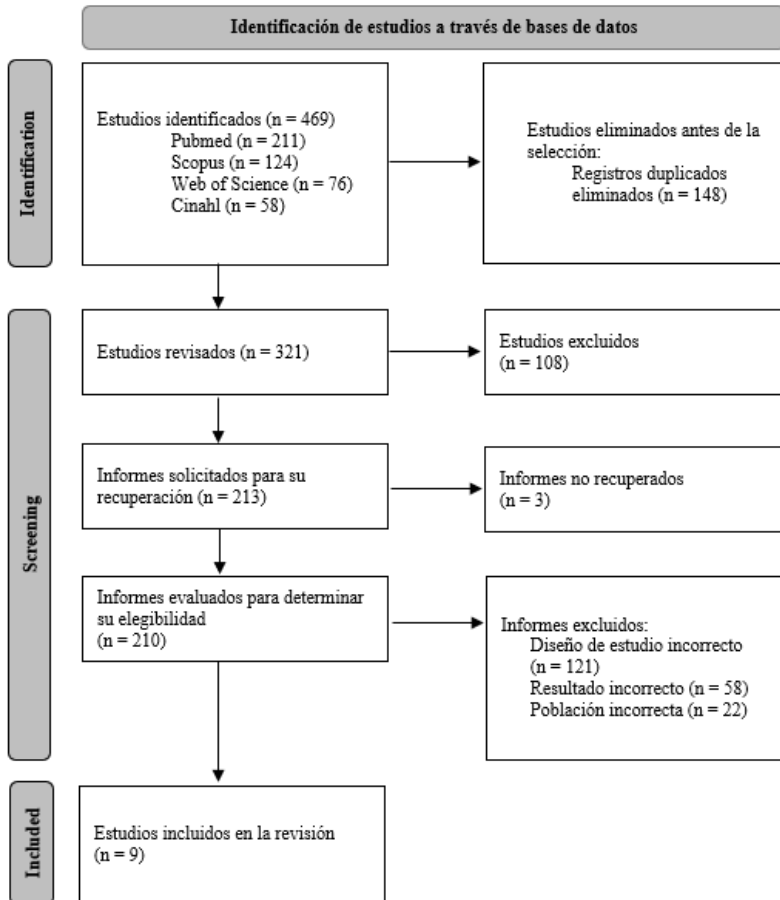 Identificación de estudios a través de bases de datos
Identification
Estudios identificados (n = 469)
Pubmed (n = 211)
Scopus (n = 124)
Web of Science (n = 76)
Cinahl (n = 58)
Estudios eliminados antes de la
selección:
Registros duplicados
eliminados (n = 148)
Screening
Estudios revisados (n = 321)
Estudios excluidos
(n = 108)
Informes solicitados para su
recuperación (n = 213)
Informes no recuperados
(n = 3)
Informes evaluados para determinar
su elegibilidad
(n = 210)
Informes excluidos:
Diseño de estudio incorrecto
(n = 121)
Resultado incorrecto (n = 58)
Población incorrecta (n = 22)
Included
Estudios incluidos en la revisión
(n = 9)